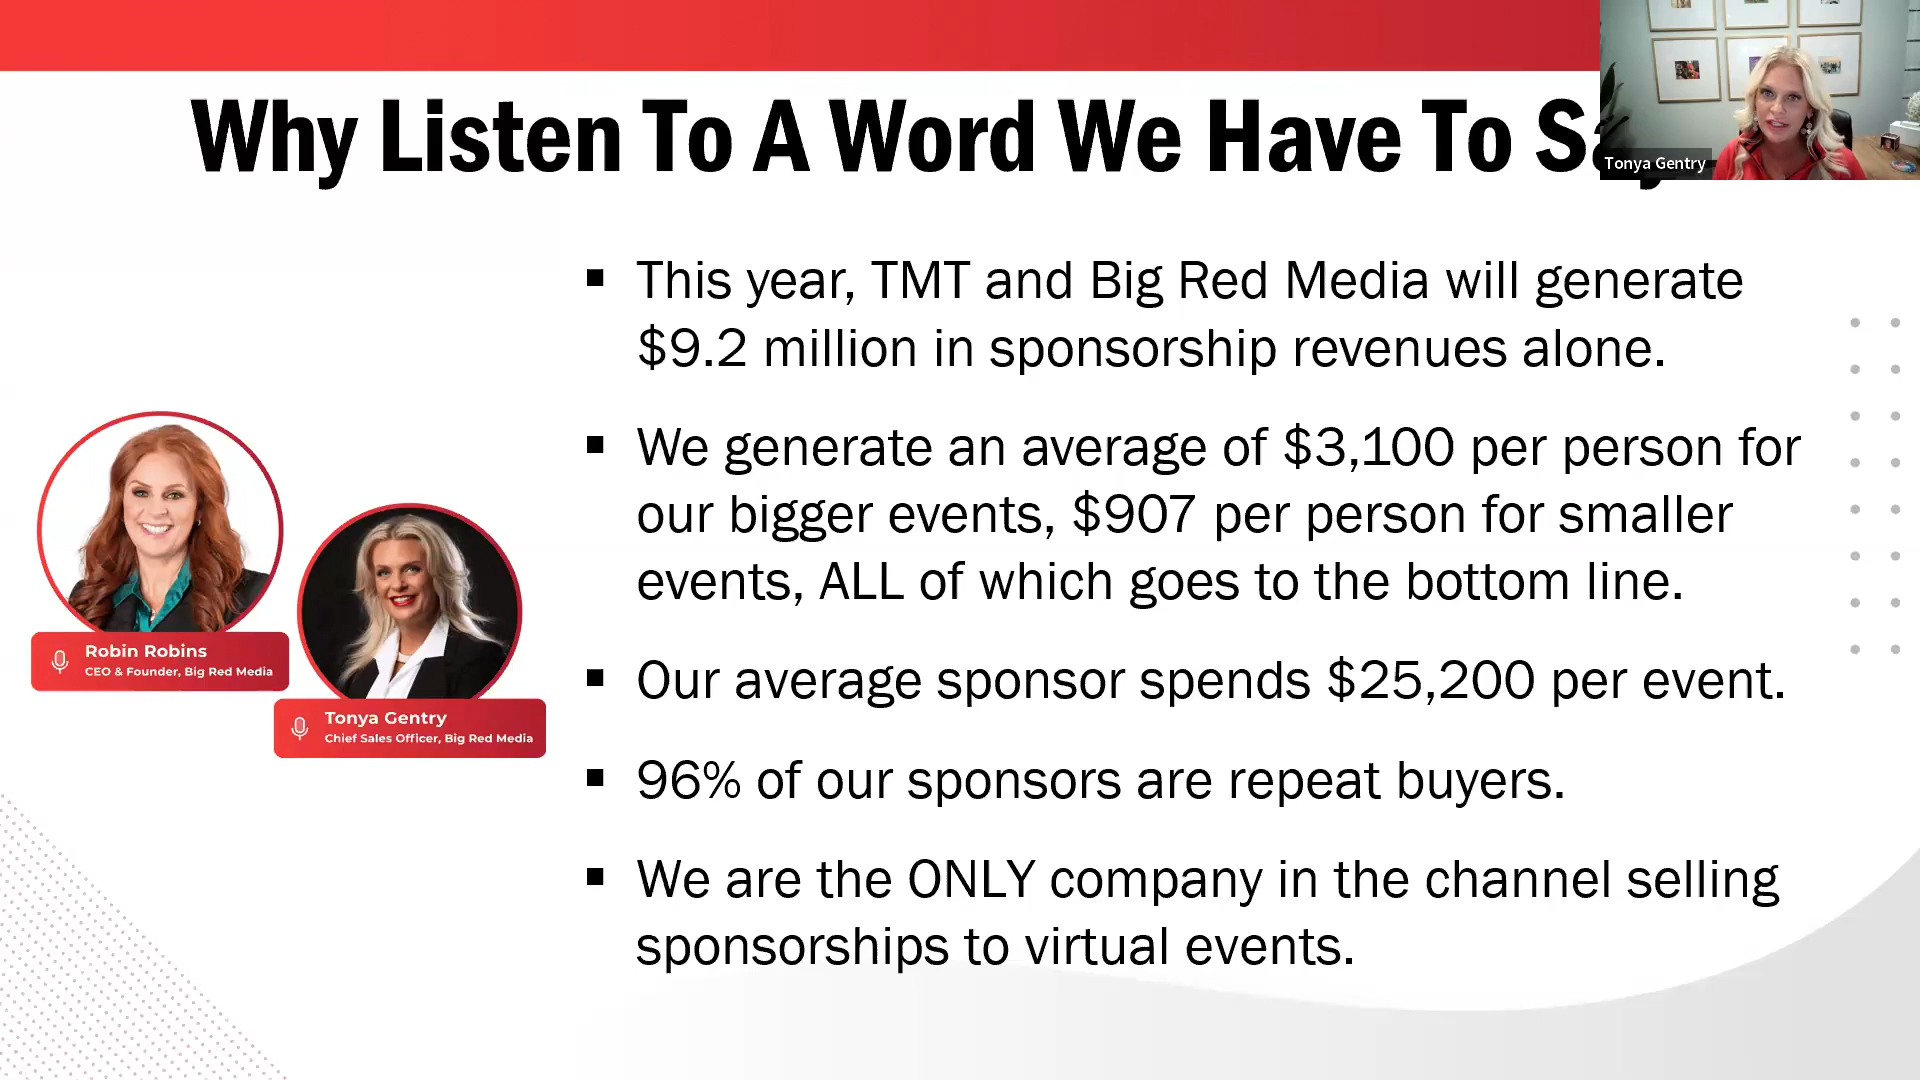 Why Listen To A Word We Have To Say
Tonya Gentry
This year, TMT and Big Red Media will generate
$9.2 million in sponsorship revenues alone.
We generate an average of $3,100 per person for
our bigger events, $907 per person for smaller
events, ALL of which goes to the bottom line.
Our average sponsor spends $25,200 per event.
96% of our sponsors are repeat buyers.
We are the ONLY company in the channel selling
sponsorships to virtual events.
Robin Robins
CEO & Founder, Big Red Media
Tonya Gentry
Chief Sales Officer, Big Red Media